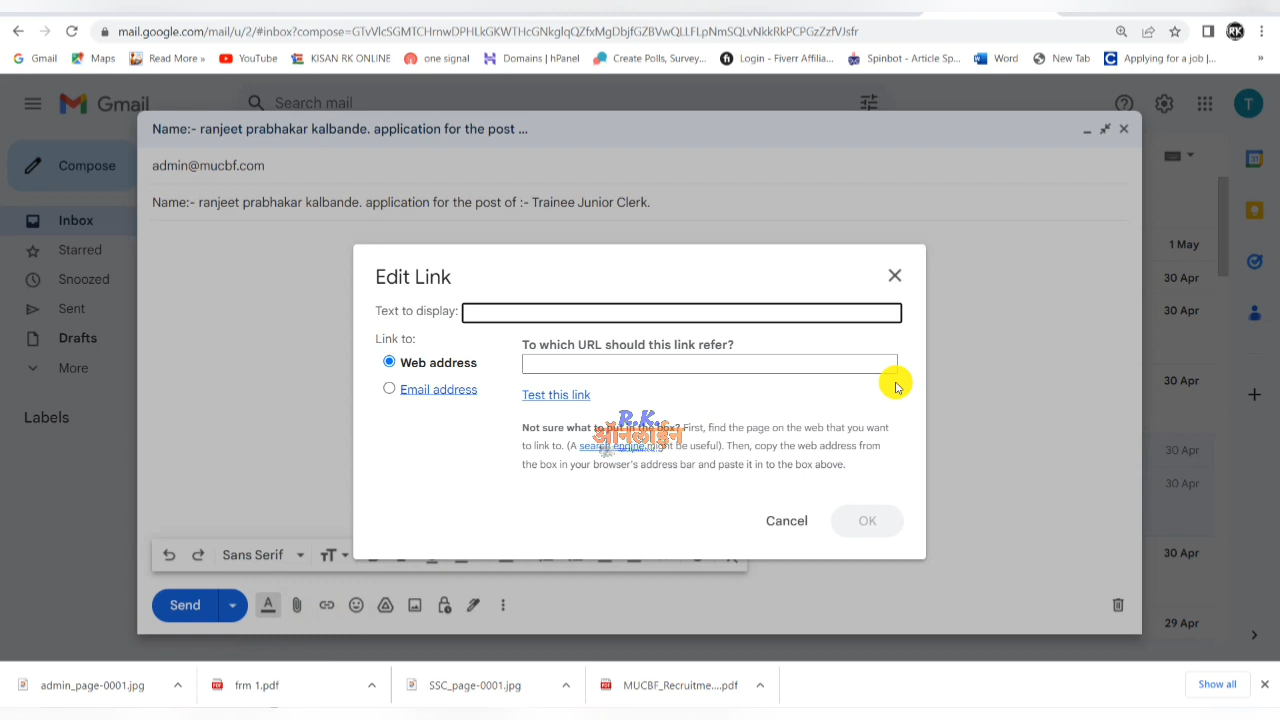 mail.google.com/mail/u/2/#inbox?compose=GTvVlcSGMTCHrnwDPHLkGKWTHcGNkglqQZfxMgDbjfGZBVwQLLFLpNmSQLvNkkRkPCPGzZzfVJsfr
RK
Gmail Maps Read More » YouTube KISAN RK ONLINE one signal Domains | hPanel Create Polls, Survey... Login - Fiverr Affilia... Spinbot - Article Sp... Word New Tab Applying for a job |... »
Gmail
Search mail
T
Name:- ranjeet prabhakar kalbande. application for the post ...
Compose
admin@mucbf.com
Name:- ranjeet prabhakar kalbande. application for the post of :- Trainee Junior Clerk.
Inbox
1 May
Starred
30 Apr
Snoozed
Sent
30 Apr
Drafts
More
30 Apr
Labels
30 Apr
30 Apr
30 Apr
29 Apr
Edit Link
Text to display:
Link to:
To which URL should this link refer?
Web address
Email address
Test this link
R.K.
ऑनलाईन
Not sure what to put in the box? First, find the page on the web that you want
to link to. (A search engine might be useful). Then, copy the web address from
the box in your browser's address bar and paste it in to the box above.
Cancel OK
Sans Serif
Send
admin_page-0001.jpg frm 1.pdf SSC_page-0001.jpg MUCBF_Recruitme....pdf Show all